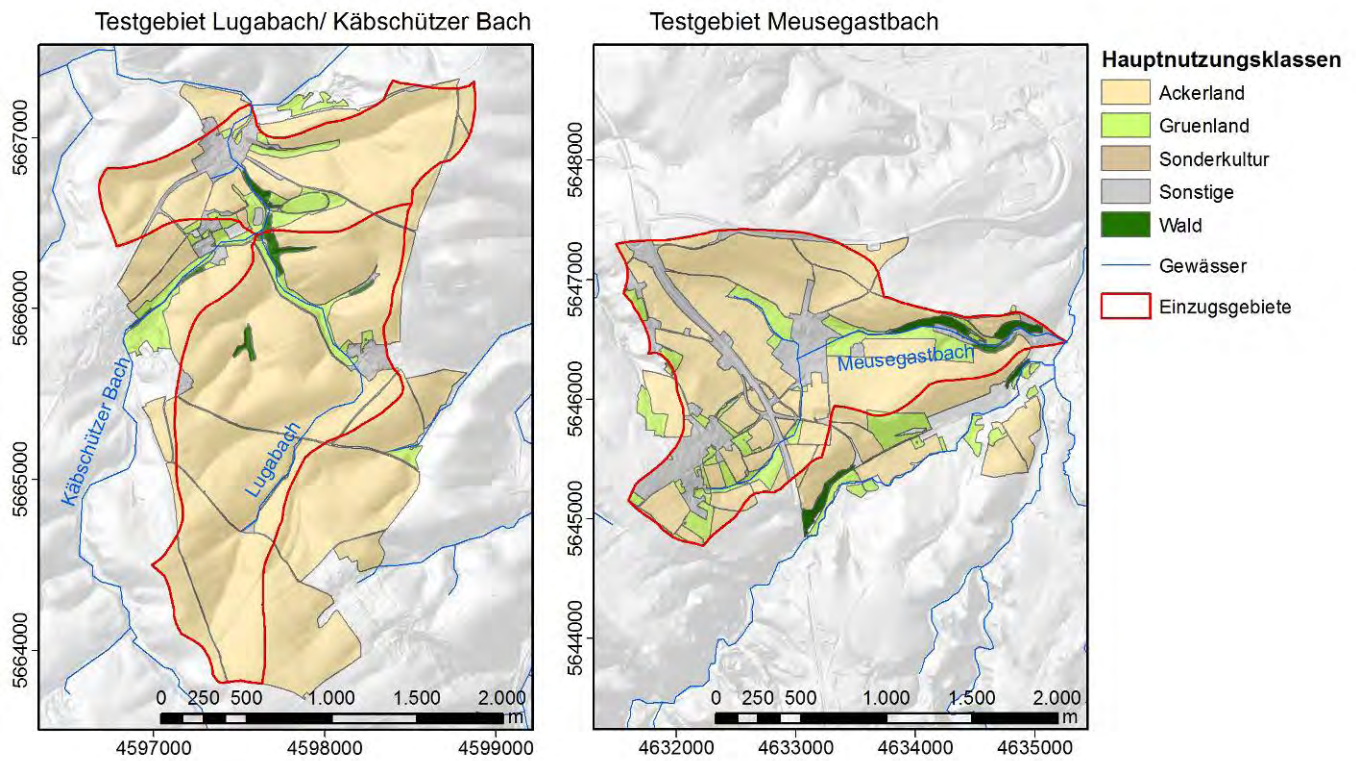 Testgebiet Lugabach/ Käbschützer Bach
Testgebiet Meusegastbach
5667000
5666000
5665000
5664000
Käbschützer Bach
Lugabach
0 250 500 1.000 1.500 2.000
m
4597000 4598000 4599000
5648000
5647000
5646000
5645000
5644000
Meusegastbach
0 250 500 1.000 1.500 2.000
m
4632000 4633000 4634000 4635000
Hauptnutzungsklassen
Ackerland
Gruenland
Sonderkultur
Sonstige
Wald
Gewässer
Einzugsgebiete